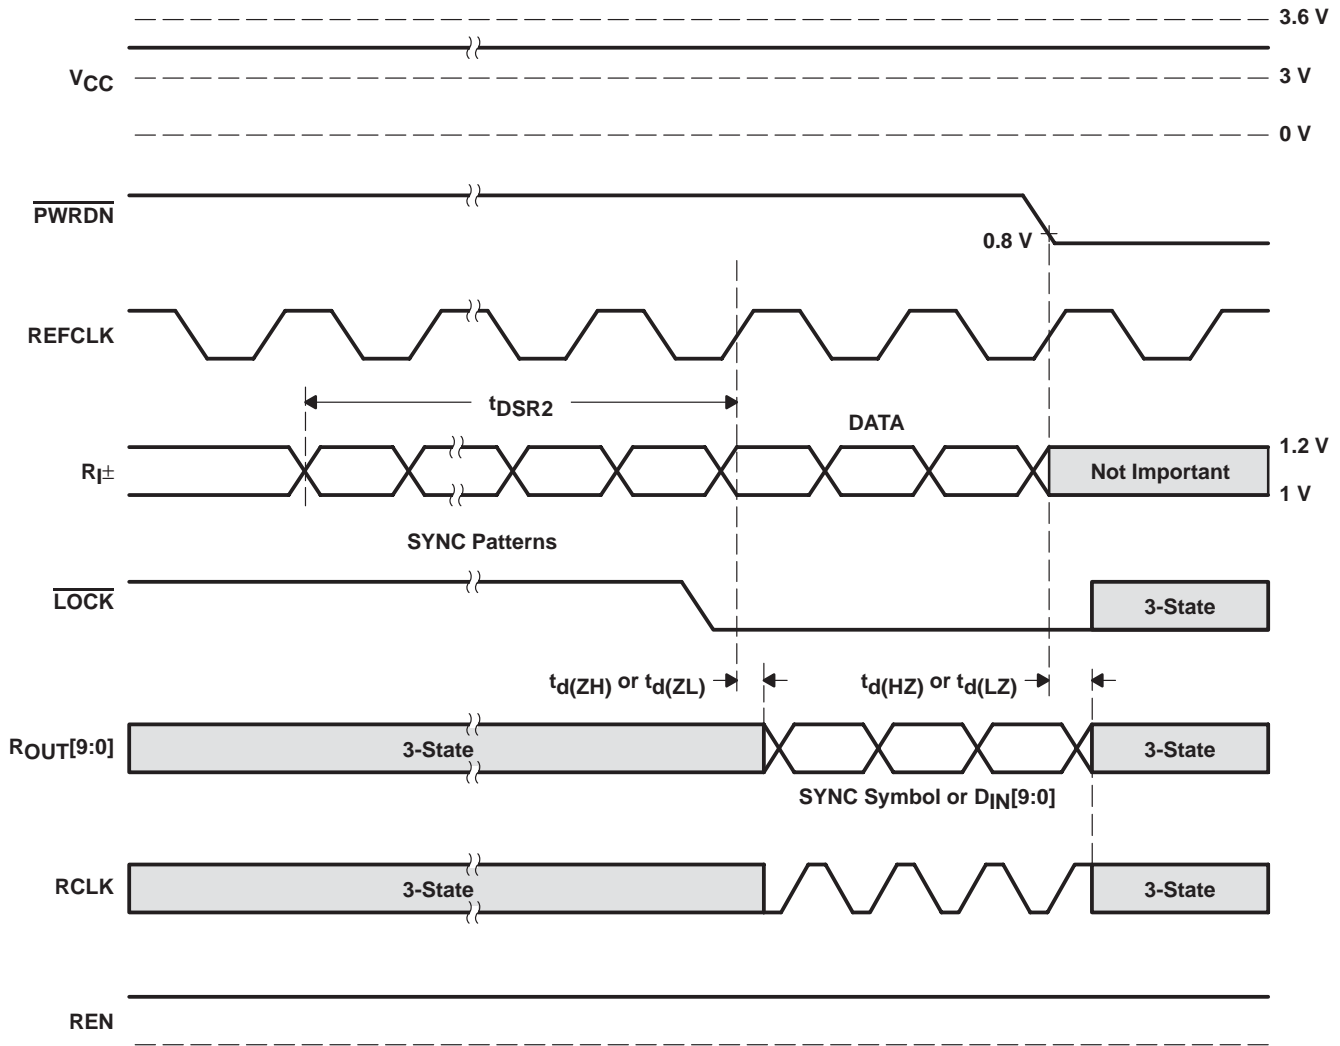 3.6 V
VCC
3 V
0 V
PWRDN
0.8 V
REFCLK
tDSR2
DATA
RI±
1.2 V
Not Important
1 V
SYNC Patterns
LOCK
3-State
td(ZH) or td(ZL)
td(HZ) or td(LZ)
ROUT[9:0]
3-State
3-State
SYNC Symbol or DIN[9:0]
RCLK
3-State
3-State
REN